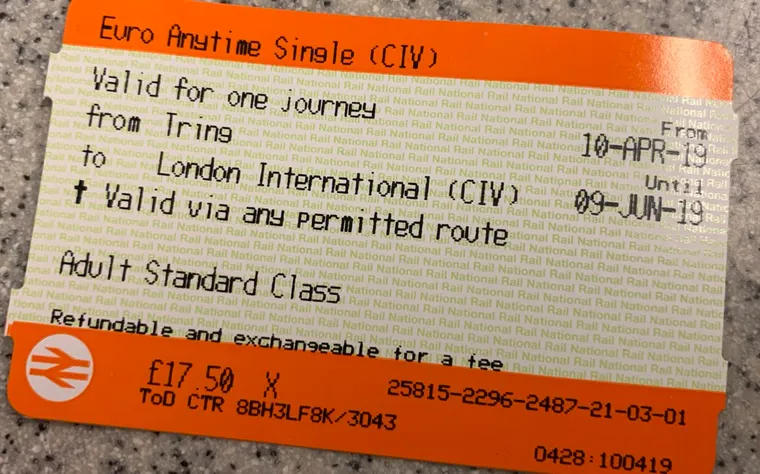 Euro Anytime Single (CIV)
Valid for one journey
from Tring
From
10-APR-19
to London International (CIV)
Until
09-JUN-19
† Valid via any permitted route
Adult Standard Class
Refundable and exchangeable for a fee
£17.50 X
25815-2296-2487-21-03-01
ToD CTR 8BH3LF8K/3043
0428:100419